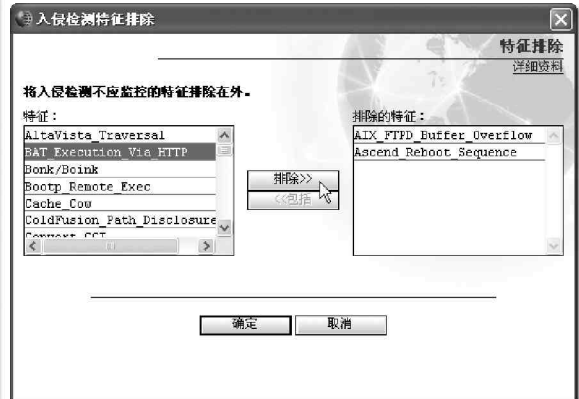 入侵检测特征排除
特征排除
详细资料
将入侵检测不应监控的特征排除在外。
特征：
AltaVista_Traversal
BAT_Execution_Via_HTTP
Bonk/Boink
Bootp_Remote_Exec
Cache_Cow
ColdFusion_Path_Disclosure
排除>>
<<包括
排除的特征：
AIX_FTPD_Buffer_Overflow
Ascend_Reboot_Sequence
确定
取消